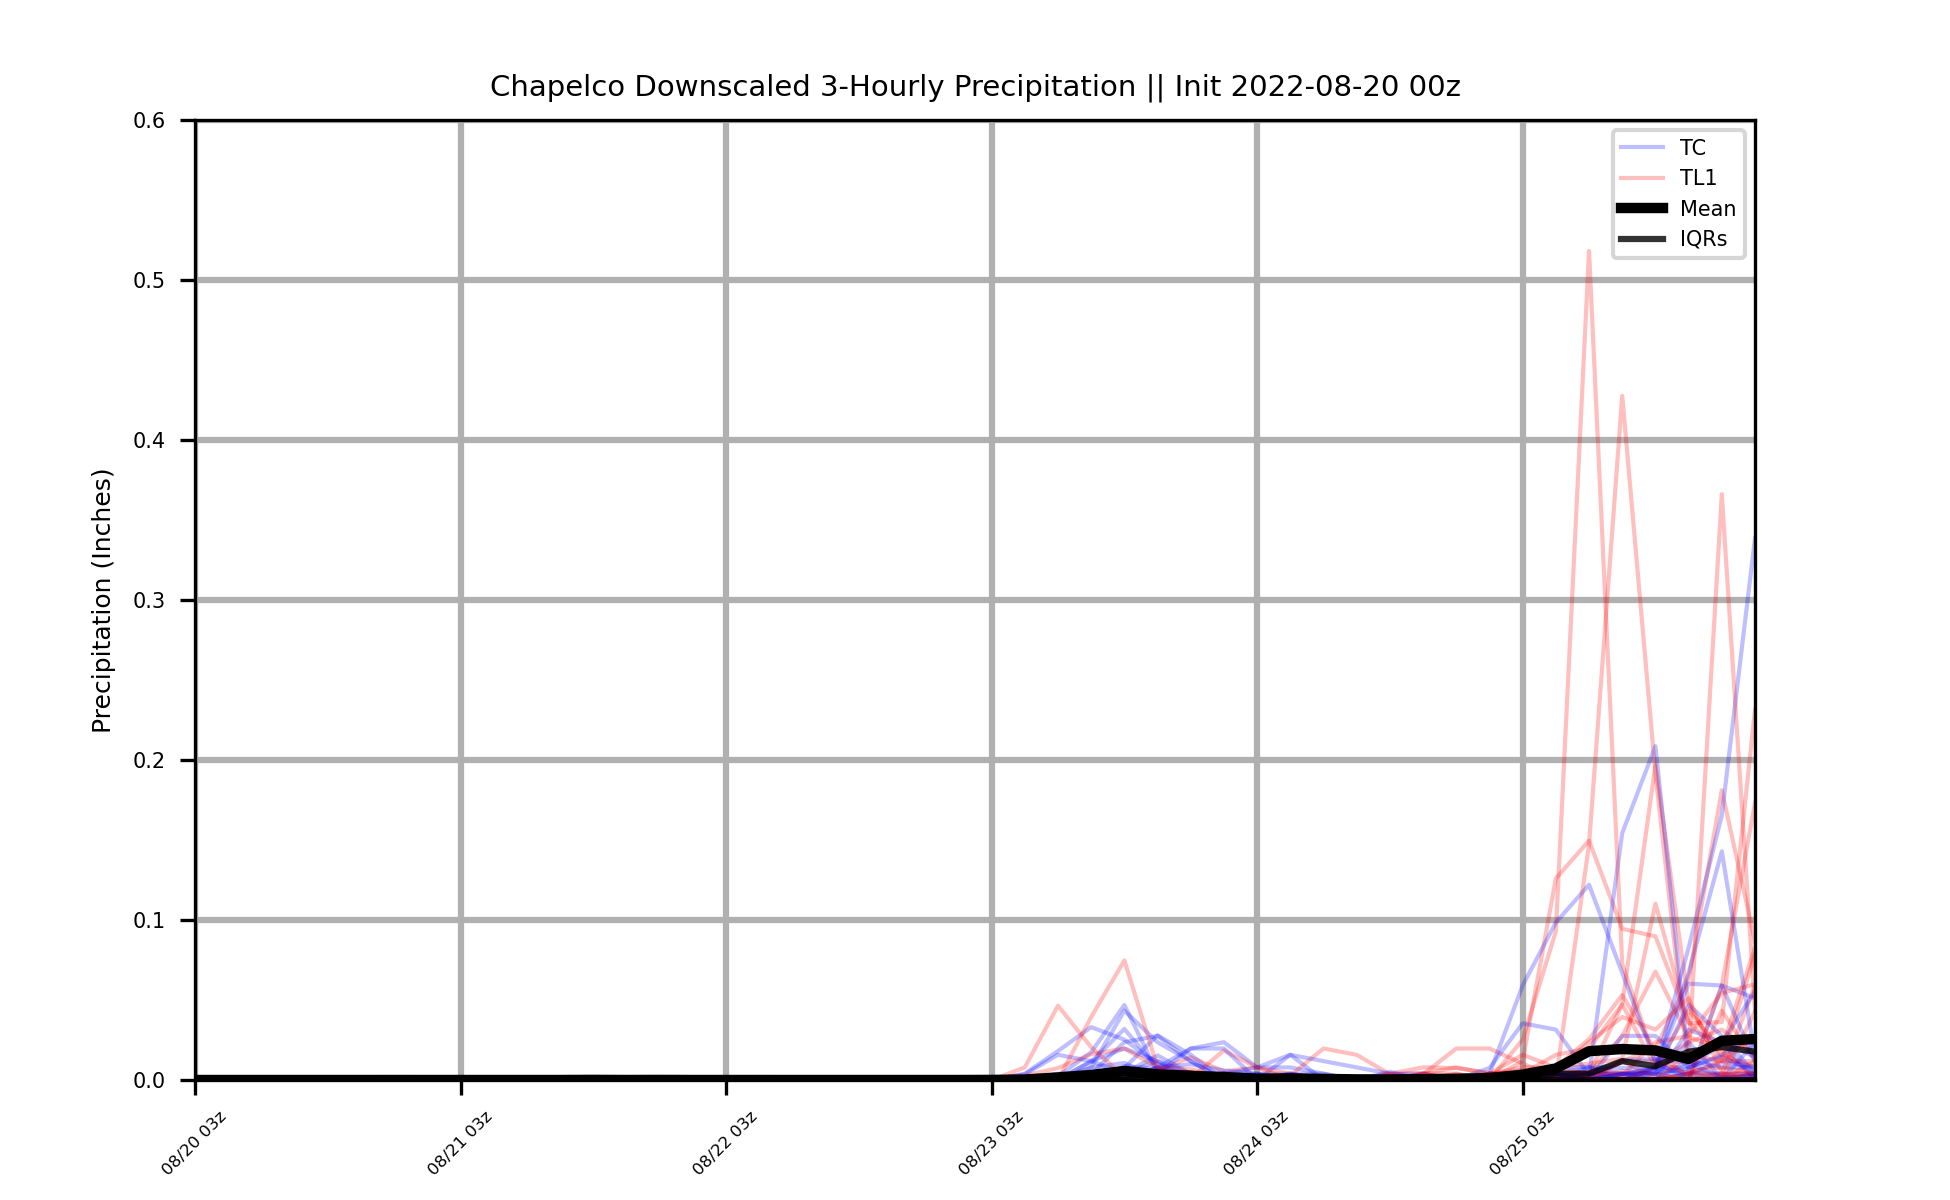 Chapelco Downscaled 3-Hourly Precipitation || Init 2022-08-20 00z
TC
TL1
Mean
IQRs
Precipitation (Inches)
0.6
0.5
0.4
0.3
0.2
0.1
0.0
08/20 03z
08/21 03z
08/22 03z
08/23 03z
08/24 03z
08/25 03z